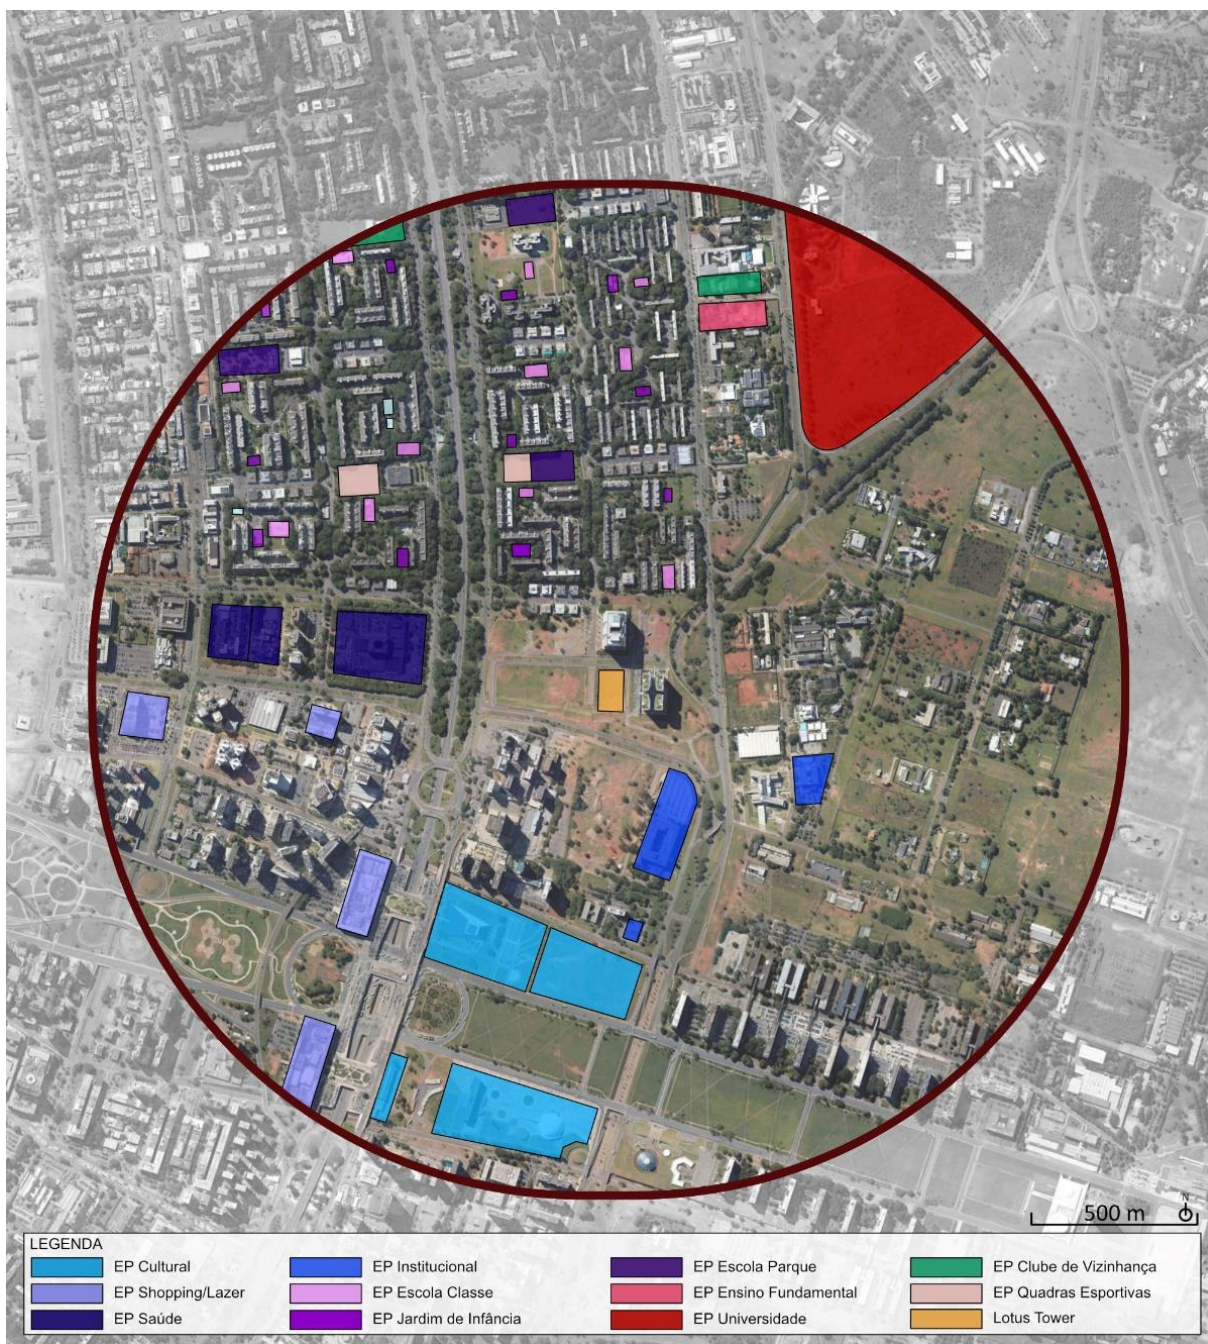 500 m
N
LEGENDA
EP Cultural
EP Institucional
EP Escola Parque
EP Clube de Vizinhança
EP Shopping/Lazer
EP Escola Classe
EP Ensino Fundamental
EP Quadras Esportivas
EP Saúde
EP Jardim de Infância
EP Universidade
Lotus Tower